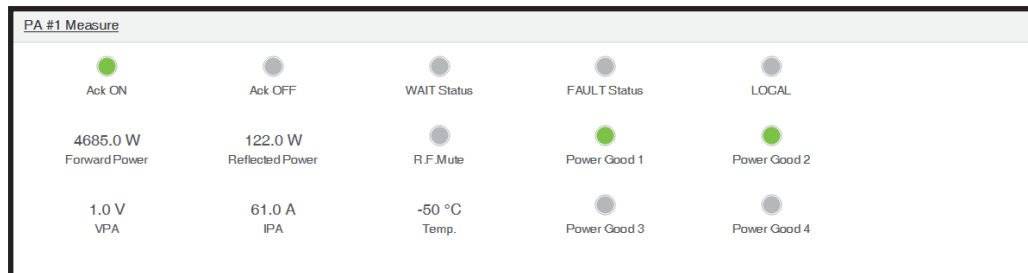 PA #1 Measure
Ack ON Ack OFF WAIT Status FAULT Status LOCAL
4685.0 W 122.0 W
Forward Power Reflected Power R.F.Mute Power Good 1 Power Good 2
1.0 V 61.0 A -50 °C
VPA IPA Temp. Power Good 3 Power Good 4